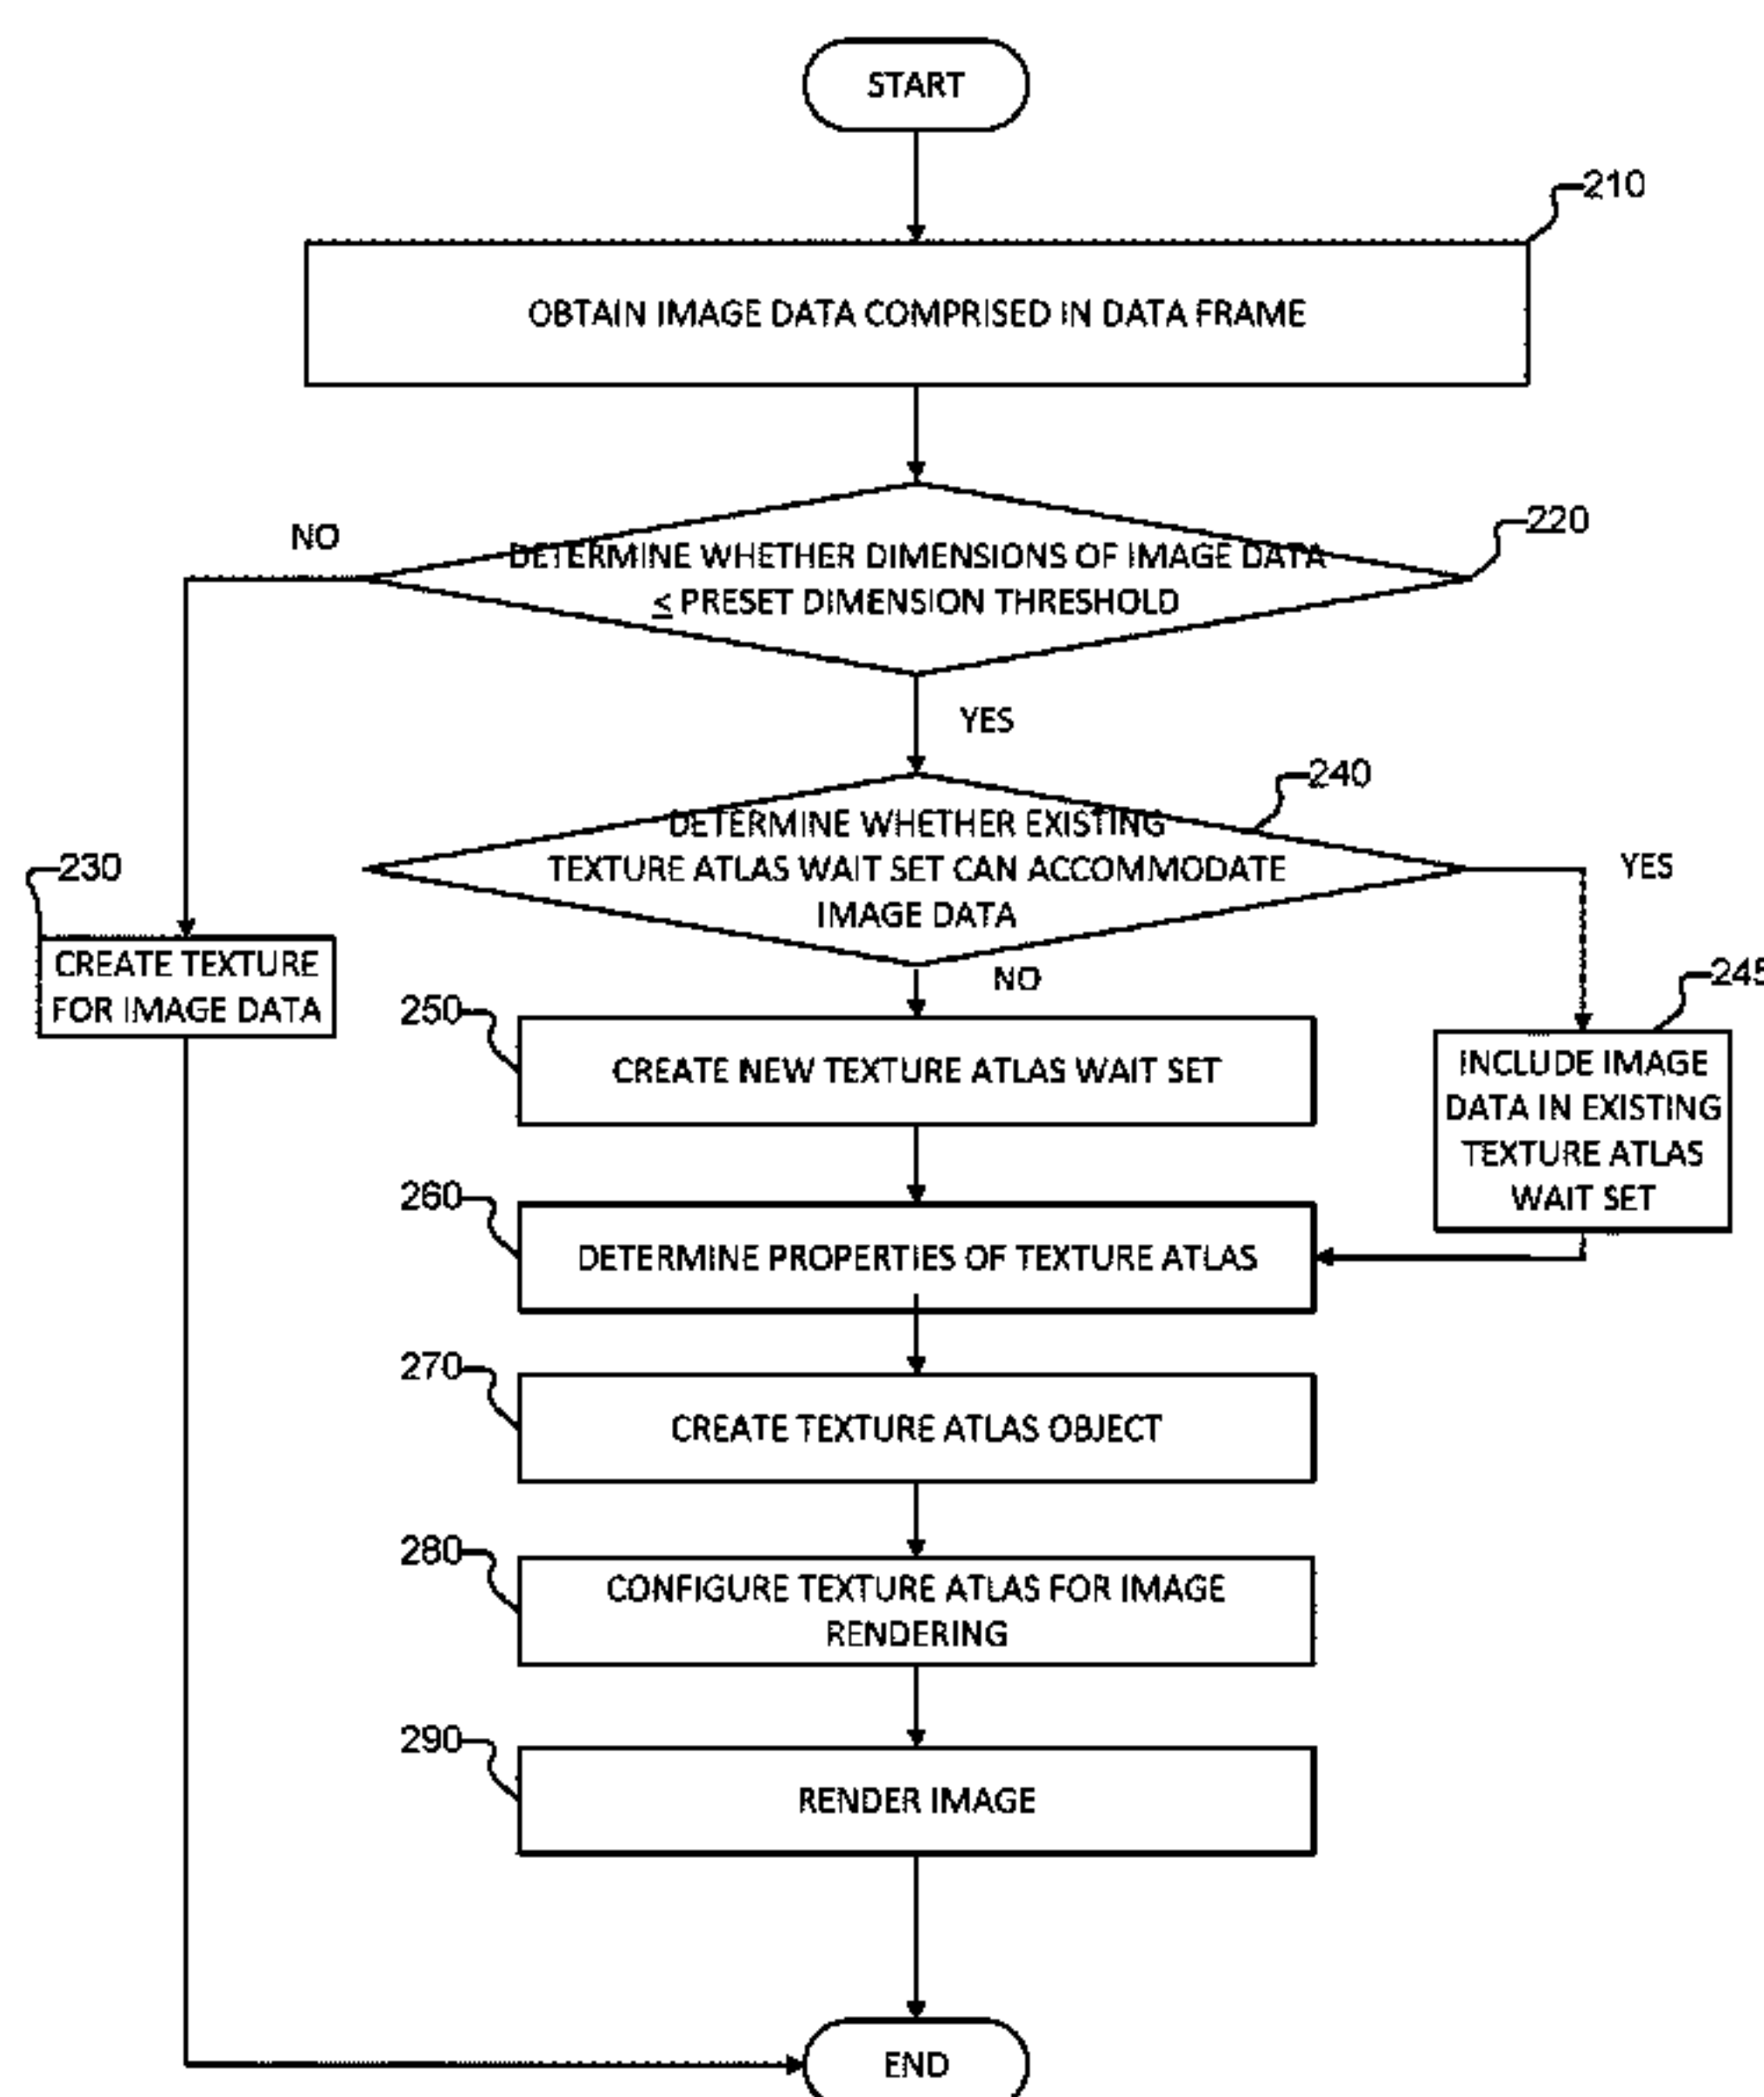 START
210
OBTAIN IMAGE DATA COMPRISED IN DATA FRAME
220
NO
DETERMINE WHETHER DIMENSIONS OF IMAGE DATA
≤ PRESET DIMENSION THRESHOLD
YES
240
DETERMINE WHETHER EXISTING
TEXTURE ATLAS WAIT SET CAN ACCOMMODATE
IMAGE DATA
YES
NO
230
CREATE TEXTURE
FOR IMAGE DATA
245
INCLUDE IMAGE
DATA IN EXISTING
TEXTURE ATLAS
WAIT SET
250
CREATE NEW TEXTURE ATLAS WAIT SET
260
DETERMINE PROPERTIES OF TEXTURE ATLAS
270
CREATE TEXTURE ATLAS OBJECT
280
CONFIGURE TEXTURE ATLAS FOR IMAGE
RENDERING
290
RENDER IMAGE
END